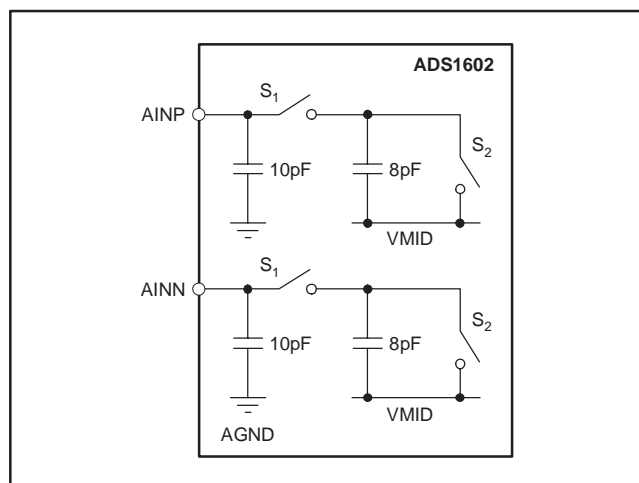 ADS1602
S1
AINP
S2
10pF
8pF
VMID
S1
AINN
S2
10pF
8pF
VMID
AGND